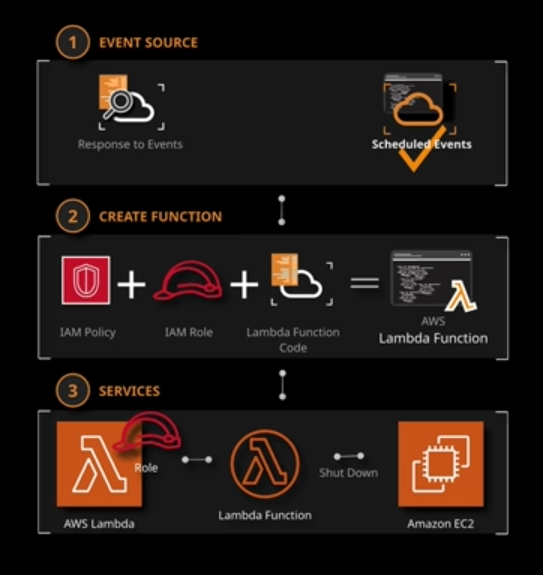 1 EVENT SOURCE
Response to Events
Scheduled Events
2 CREATE FUNCTION
IAM Policy
IAM Role
Lambda Function
Code
AWS
Lambda Function
3 SERVICES
Role
Shut Down
AWS Lambda
Lambda Function
Amazon EC2